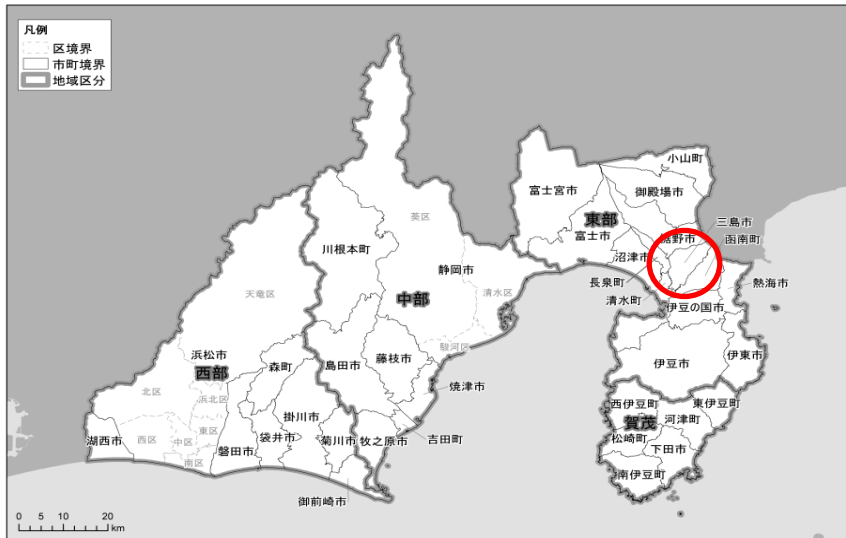 凡例
区境界
市町境界
地域区分
小山町
富士宮市
御殿場市
三島市
東部
裾野市
函南町
富士市
葵区
川根本町
沼津市
静岡市
長泉町
熱海市
天竜区
中部
清水区
清水町
伊豆の国市
駿河区
浜松市
森町
島田市
藤枝市
伊豆市
伊東市
西部
北区
浜北区
焼津市
西伊豆町
東伊豆町
掛川市
賀茂
河津町
湖西市
西区
中区
東区
磐田市
袋井市
菊川市
牧之原市
吉田町
松崎町
下田市
南区
南伊豆町
御前崎市
0 5 10 20
km